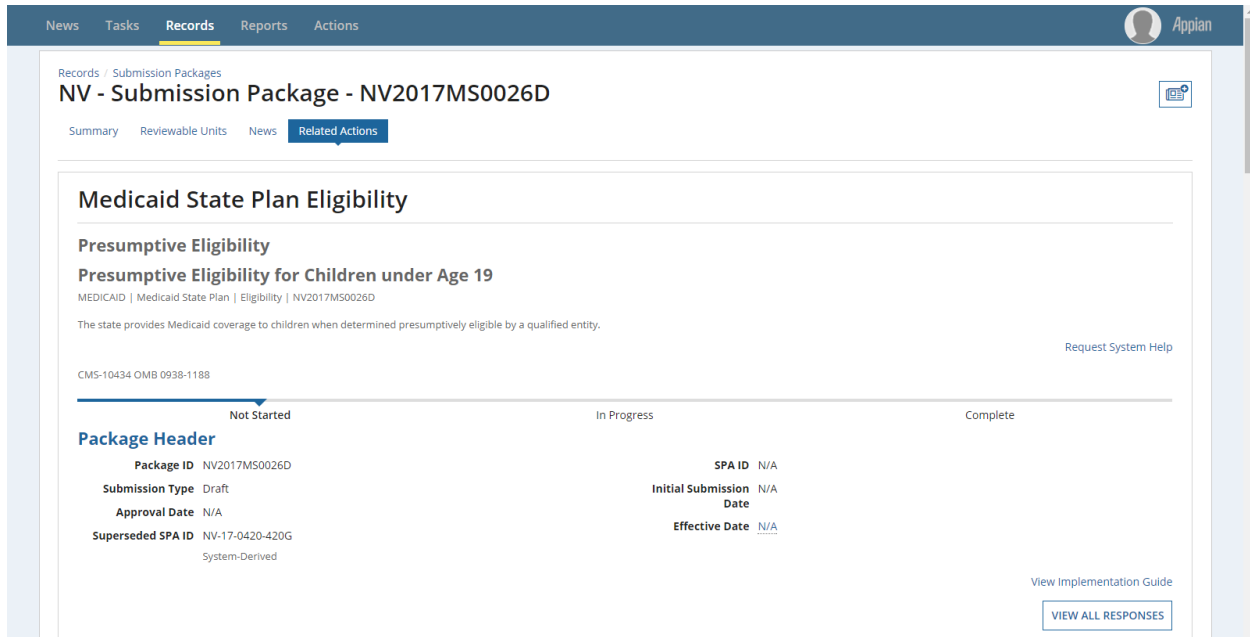 News Tasks Records Reports Actions Appian
Records / Submission Packages
NV - Submission Package - NV2017MS0026D
Summary Reviewable Units News Related Actions
Medicaid State Plan Eligibility
Presumptive Eligibility
Presumptive Eligibility for Children under Age 19
MEDICAID | Medicaid State Plan | Eligibility | NV2017MS0026D
The state provides Medicaid coverage to children when determined presumptively eligible by a qualified entity.
Request System Help
CMS-10434 OMB 0938-1188
Not Started In Progress Complete
Package Header
Package ID NV2017MS0026D
Submission Type Draft
Approval Date N/A
Superseded SPA ID NV-17-0420-420G
System-Derived
SPA ID N/A
Initial Submission N/A
Date
Effective Date N/A
View Implementation Guide
VIEW ALL RESPONSES